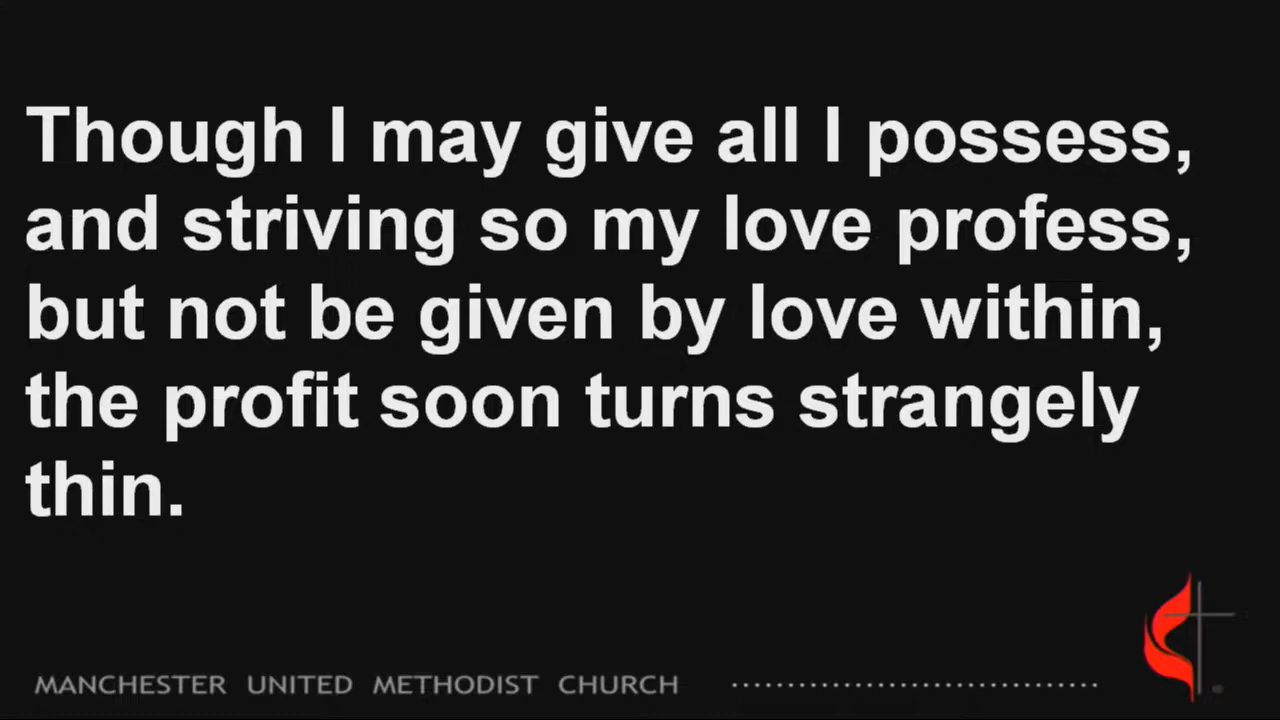 Though I may give all I possess,
and striving so my love profess,
but not be given by love within,
the profit soon turns strangely
thin.
MANCHESTER UNITED METHODIST CHURCH